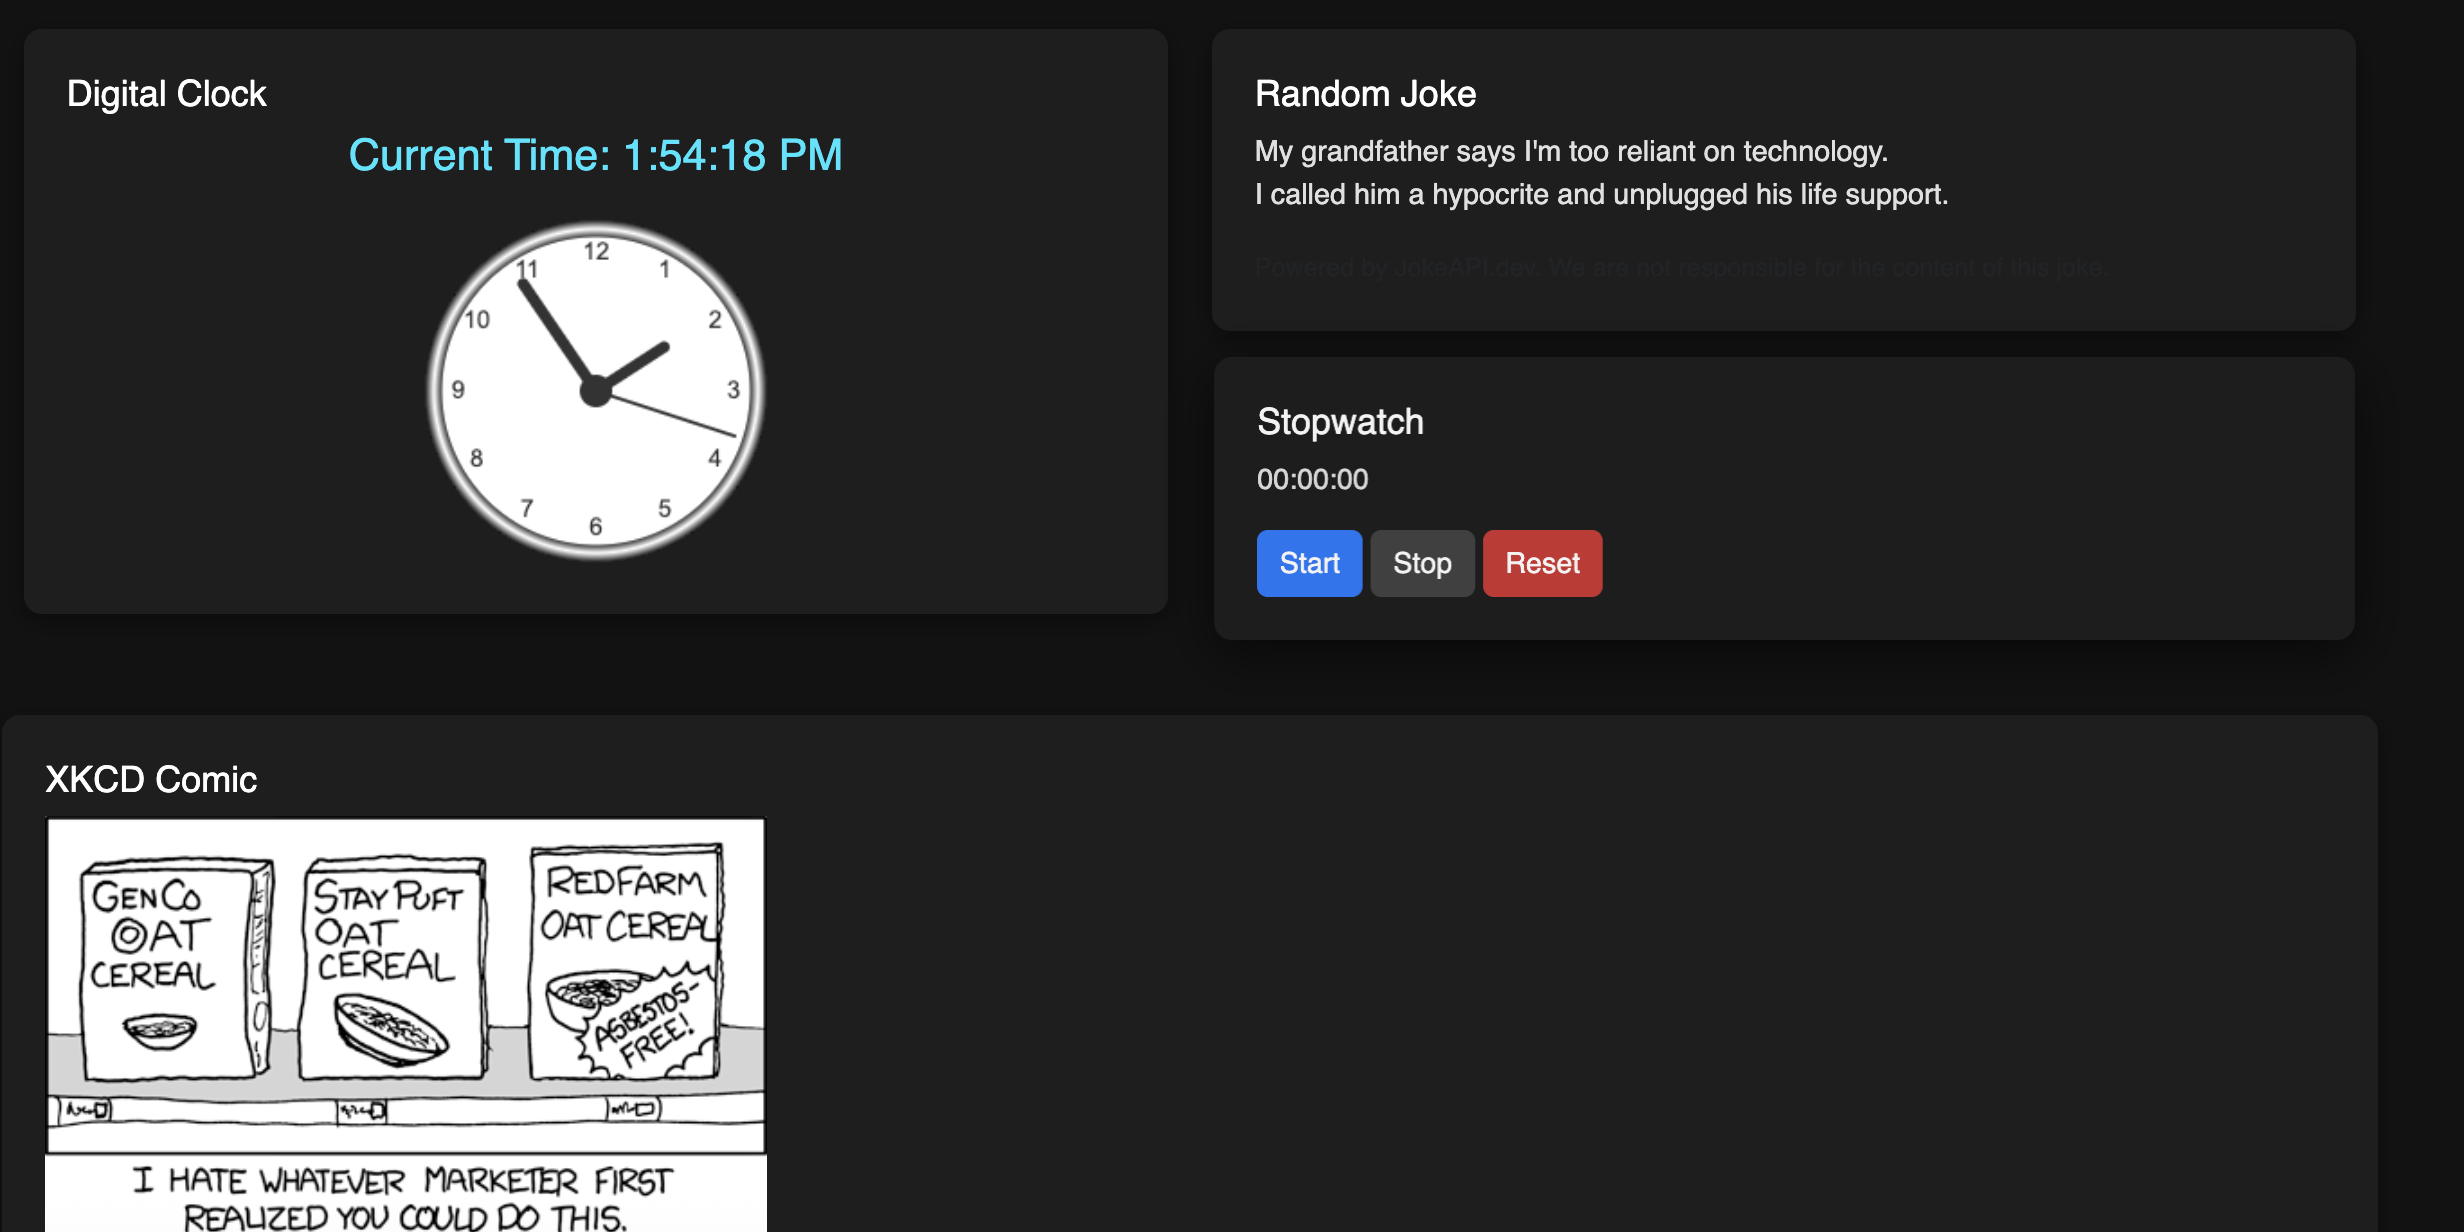 Digital Clock
Current Time: 1:54:18 PM
12
1
2
3
4
5
6
7
8
9
10
11
Random Joke
My grandfather says I'm too reliant on technology.
I called him a hypocrite and unplugged his life support.
Powered by JokeAPI.dev. We are not responsible for the content of this joke.
Stopwatch
00:00:00
Start Stop Reset
XKCD Comic
GENCO
OAT
CEREAL
STAY PUFT
OAT
CEREAL
REDFARM
OAT CEREAL
ASBESTOS-
FREE!
I HATE WHATEVER MARKETER FIRST
REALIZED YOU COULD DO THIS.